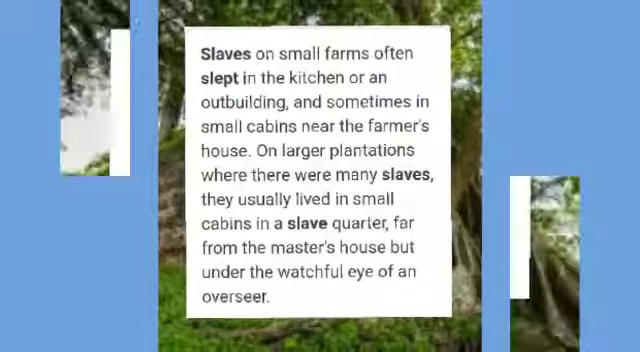 Slaves on small farms often
slept in the kitchen or an
outbuilding, and sometimes in
small cabins near the farmer's
house. On larger plantations
where there were many slaves,
they usually lived in small
cabins in a slave quarter, far
from the master's house but
under the watchful eye of an
overseer.